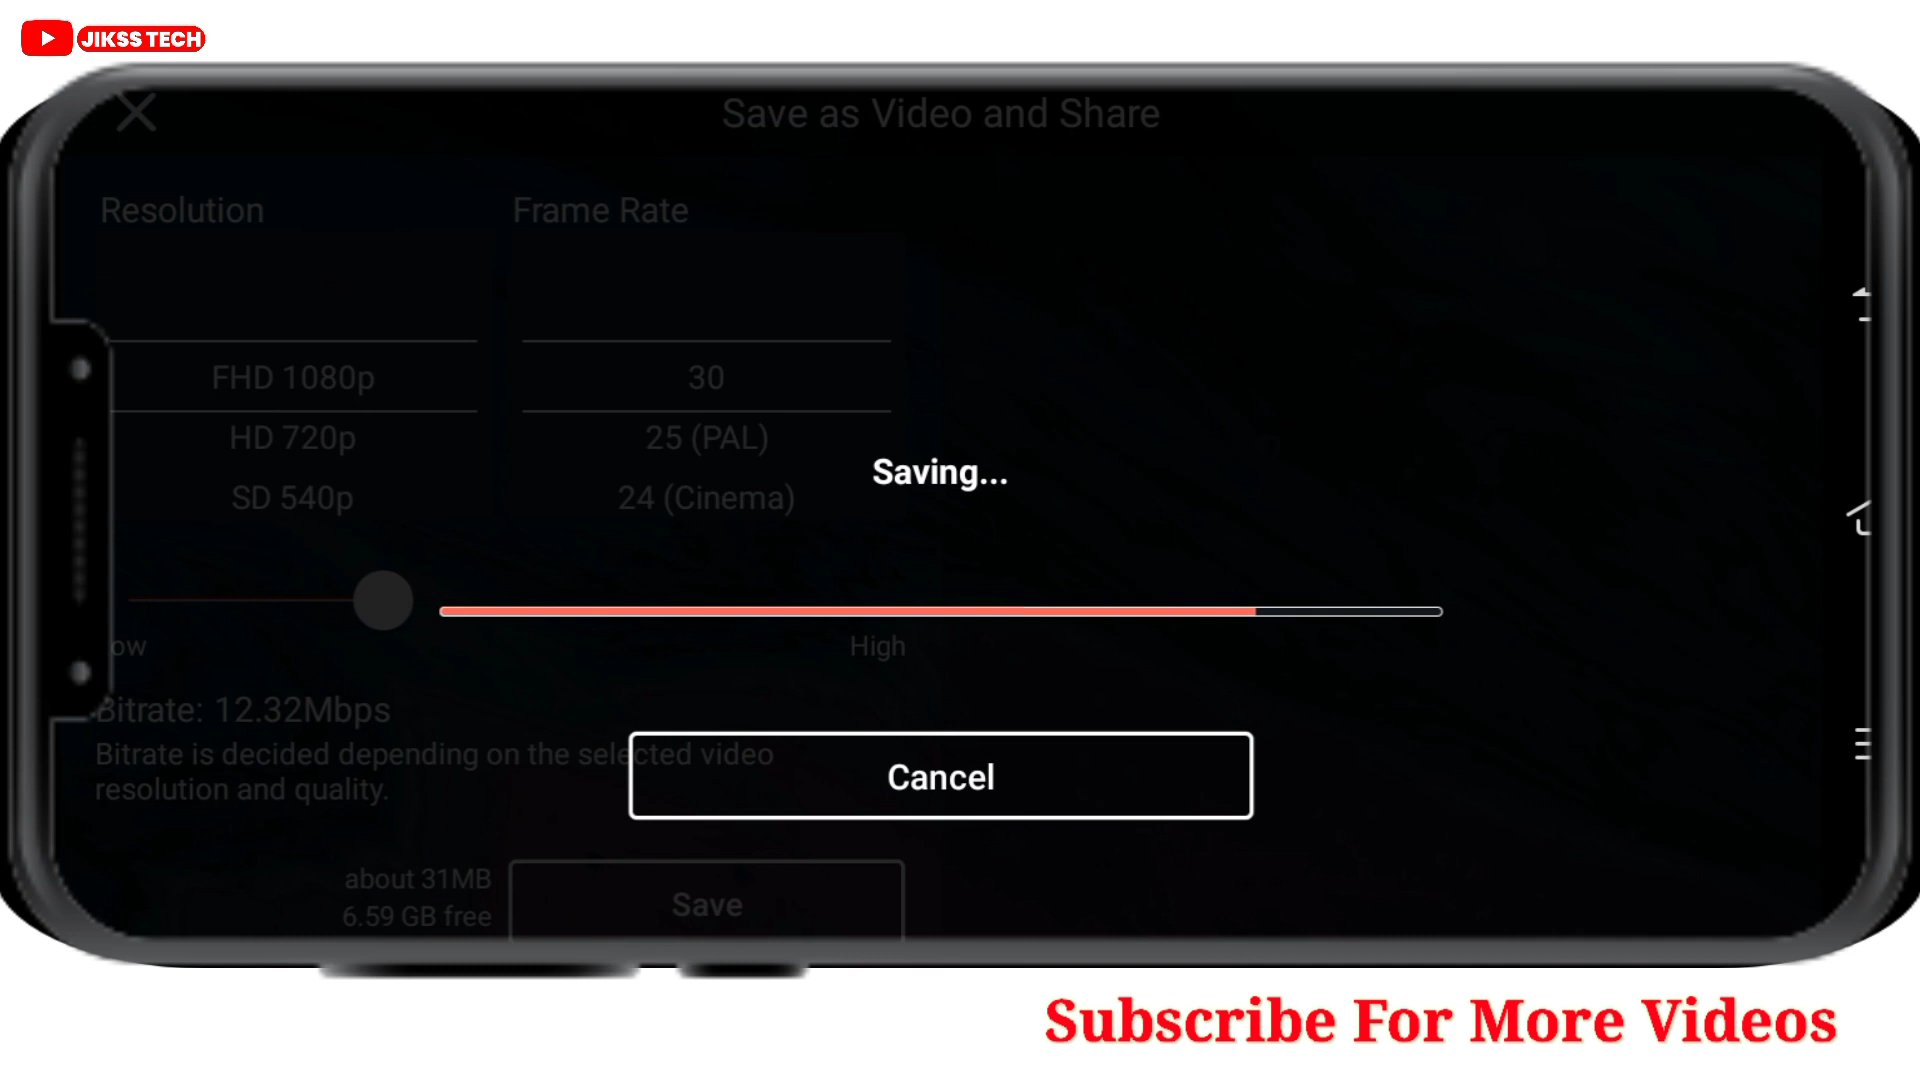 JIKSS TECH
Save as Video and Share
Resolution
Frame Rate
FHD 1080p
30
HD 720p
25 (PAL)
SD 540p
24 (Cinema)
Saving...
ow
High
Bitrate: 12.32Mbps
Bitrate is decided depending on the selected video
resolution and quality.
Cancel
about 31MB
6.59 GB free
Save
Subscribe For More Videos